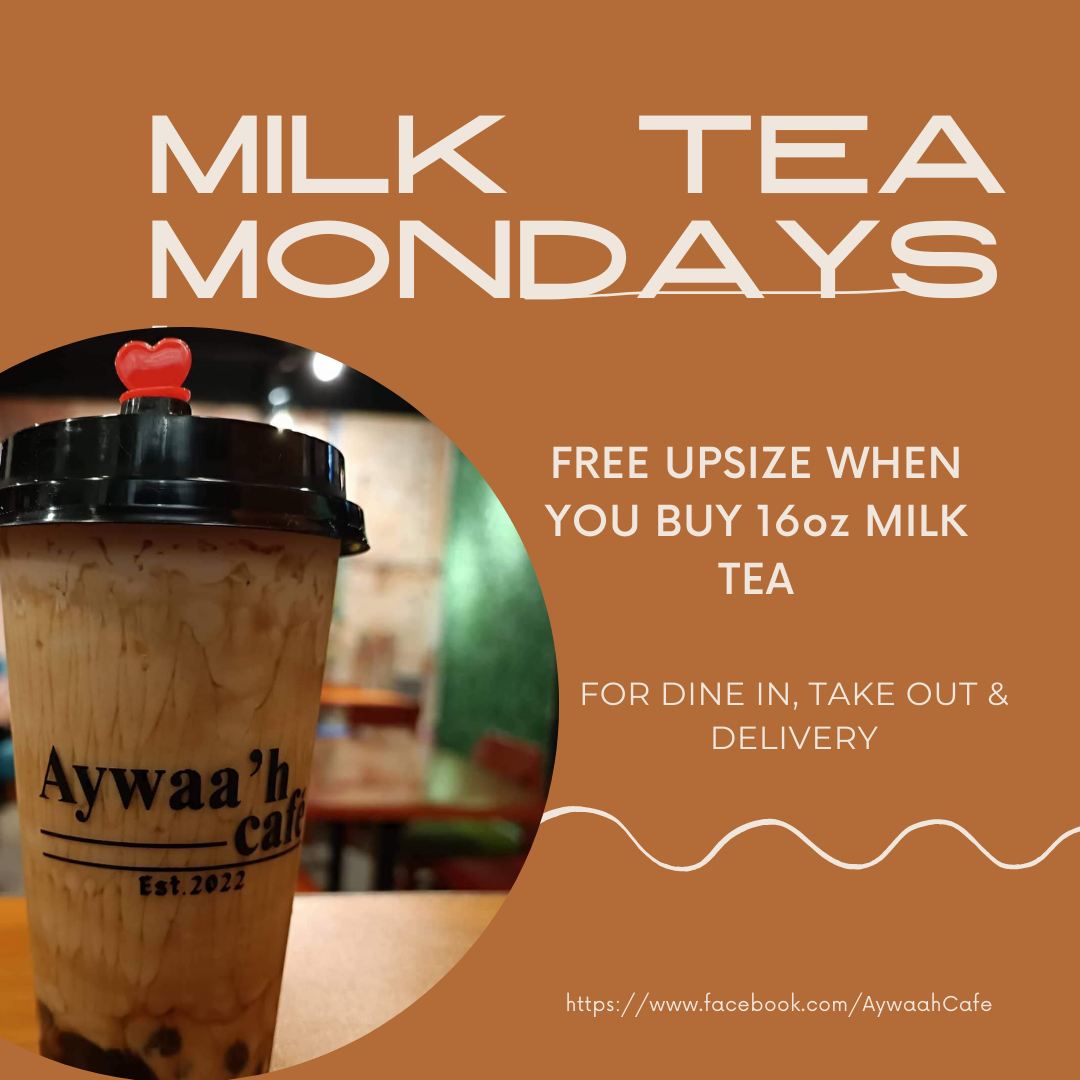 MILK TEA
MONDAYS
FREE UPSIZE WHEN
YOU BUY 16oz MILK
TEA
FOR DINE IN, TAKE OUT &
DELIVERY
Aywaa'h
café
Est.2022
https://www.facebook.com/AywaahCafe